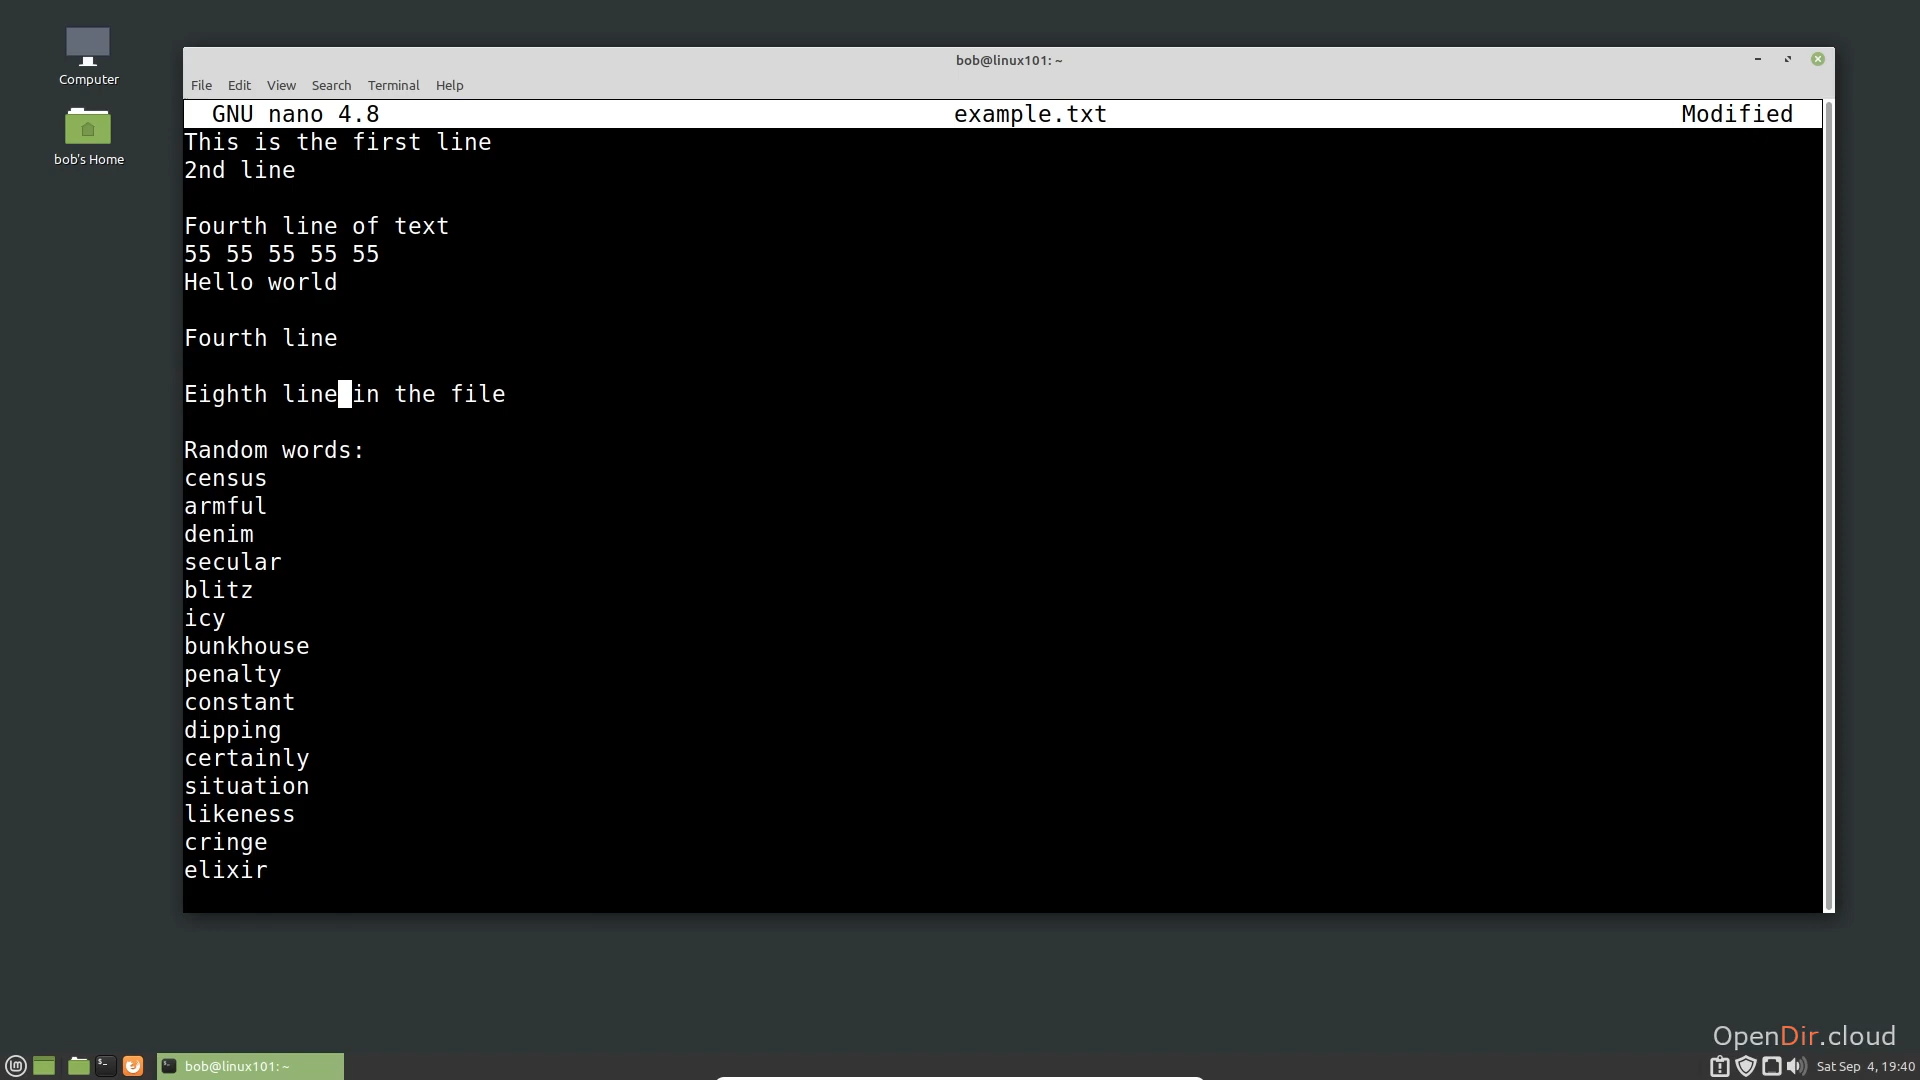 Computer
bob's Home
bob@linux101: ~
File Edit View Search Terminal Help
GNU nano 4.8 example.txt Modified
This is the first line
2nd line
Fourth line of text
55 55 55 55 55
Hello world
Fourth line
Eighth line in the file
Random words:
census
armful
denim
secular
blitz
icy
bunkhouse
penalty
constant
dipping
certainly
situation
likeness
cringe
elixir
OpenDir.cloud
bob@linux101: ~
Sat Sep 4, 19:40